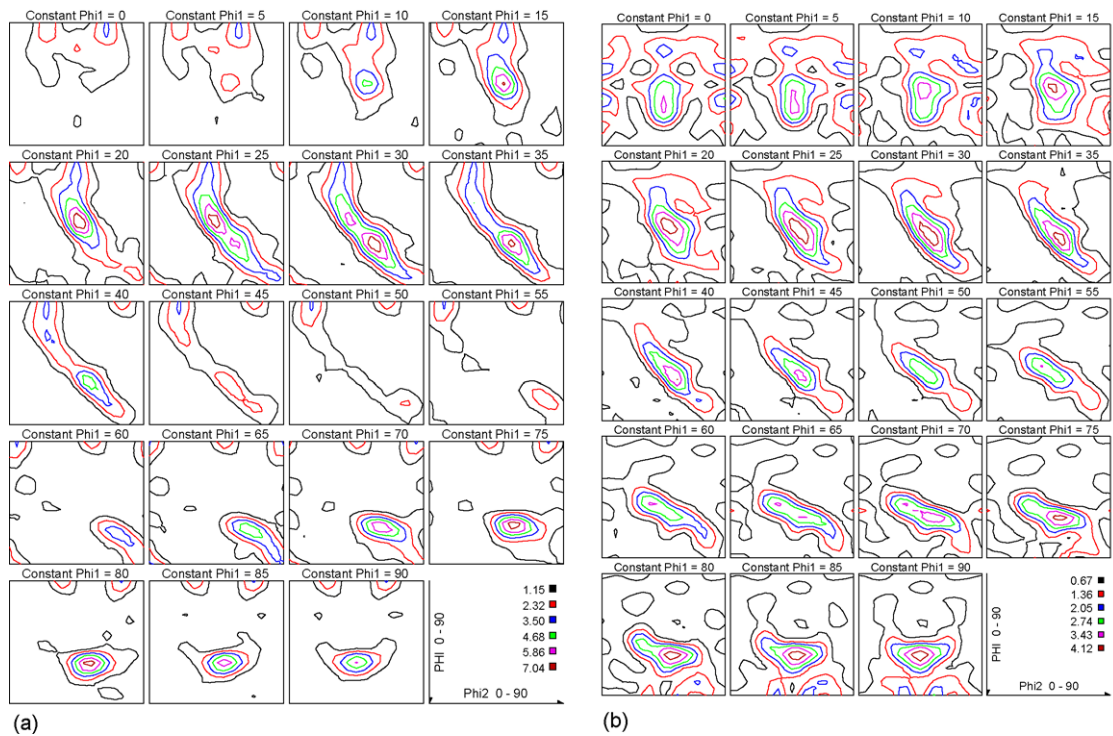 Constant Phi1 = 0 Constant Phi1 = 5 Constant Phi1 = 10 Constant Phi1 = 15
Constant Phi1 = 20 Constant Phi1 = 25 Constant Phi1 = 30 Constant Phi1 = 35
Constant Phi1 = 40 Constant Phi1 = 45 Constant Phi1 = 50 Constant Phi1 = 55
Constant Phi1 = 60 Constant Phi1 = 65 Constant Phi1 = 70 Constant Phi1 = 75
Constant Phi1 = 80 Constant Phi1 = 85 Constant Phi1 = 90
1.15
2.32
3.50
4.68
5.86
7.04
PHI 0 - 90
Phi2 0 - 90
(a)
Constant Phi1 = 0 Constant Phi1 = 5 Constant Phi1 = 10 Constant Phi1 = 15
Constant Phi1 = 20 Constant Phi1 = 25 Constant Phi1 = 30 Constant Phi1 = 35
Constant Phi1 = 40 Constant Phi1 = 45 Constant Phi1 = 50 Constant Phi1 = 55
Constant Phi1 = 60 Constant Phi1 = 65 Constant Phi1 = 70 Constant Phi1 = 75
Constant Phi1 = 80 Constant Phi1 = 85 Constant Phi1 = 90
0.67
1.36
2.05
2.74
3.43
4.12
PHI 0 - 90
Phi2 0 - 90
(b)